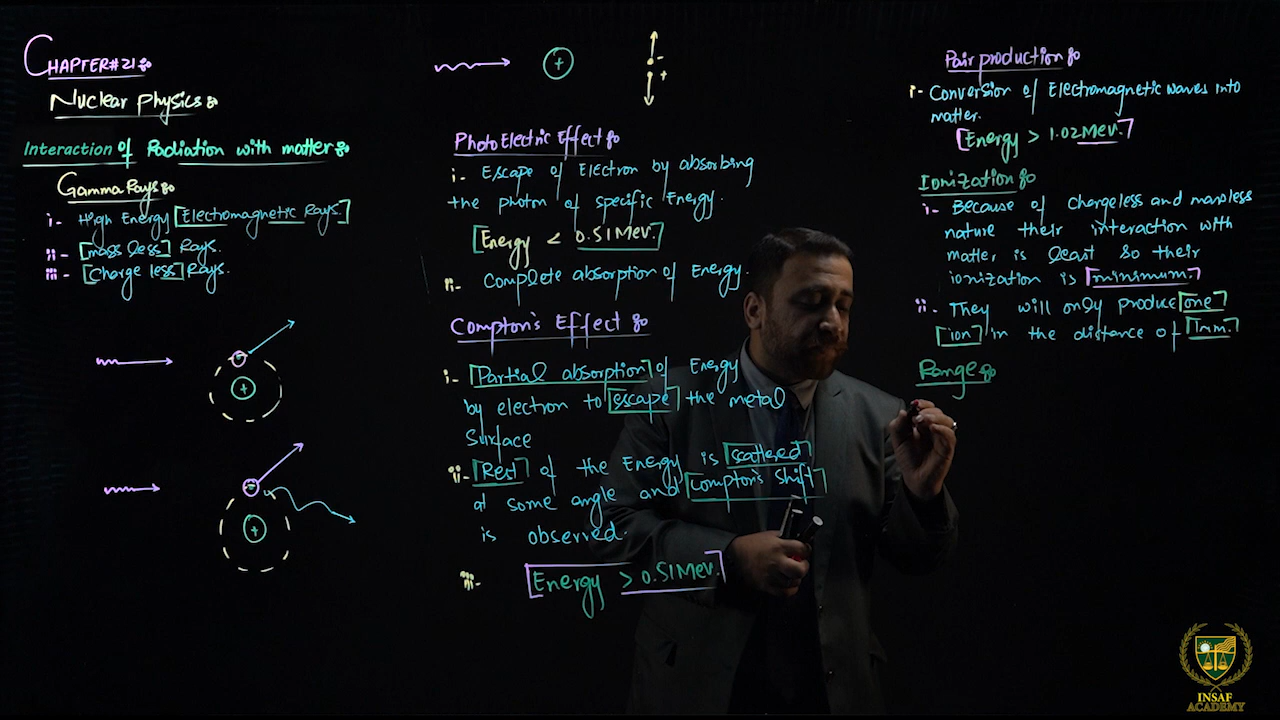 CHAPTER#21
Nuclear Physics
Interaction of Radiation with matter
Gamma Rays
i- High Energy [Electromagnetic Rays.]
ii- [mass less] Rays.
iii- [Charge less] Rays.
-
+
-
+
+
-
+
PhotoElectric Effect
i- Escape of Electron by absorbing
the photon of specific Energy.
[Energy < 0.51Mev.]
ii- Complete absorption of Energy.
Compton's Effect
i- [Partial absorption] of Energy
by electron to [escape] the metal
Surface
ii- [Rest] of the Energy is [scattered]
at some angle and [Compton's shift]
is observed.
iii- [Energy > 0.51Mev.]
Pair production
i- Conversion of Electromagnetic waves into
matter.
[Energy > 1.02Mev.]
Ionization
i- Because of chargeless and massless
nature their interaction with
matter is least so their
ionization is [minimum.]
ii- They will only produce [one]
[ion] in the distance of [1mm.]
Range
INSAF
ACADEMY